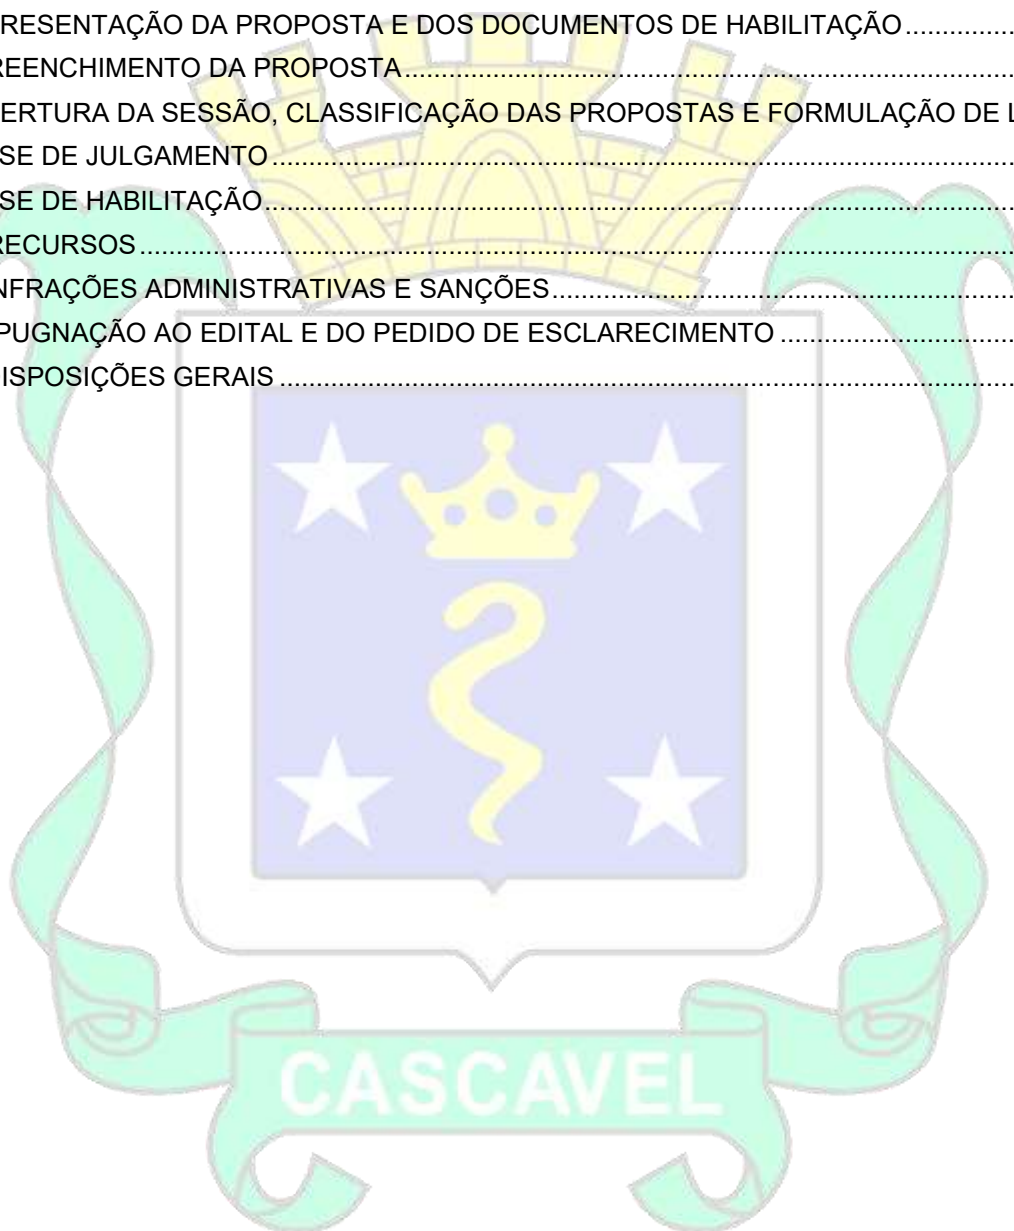 PRESENTAÇÃO DA PROPOSTA E DOS DOCUMENTOS DE HABILITAÇÃO...............
REENCHIMENTO DA PROPOSTA................................................................................
ERTURA DA SESSÃO, CLASSIFICAÇÃO DAS PROPOSTAS E FORMULAÇÃO DE L
SE DE JULGAMENTO..................................................................................................
SE DE HABILITAÇÃO...................................................................................................
RECURSOS....................................................................................................................
NFRAÇÕES ADMINISTRATIVAS E SANÇÕES.............................................................
PUGNAÇÃO AO EDITAL E DO PEDIDO DE ESCLARECIMENTO ................................
ISPOSIÇÕES GERAIS..................................................................................................
CASCAVEL